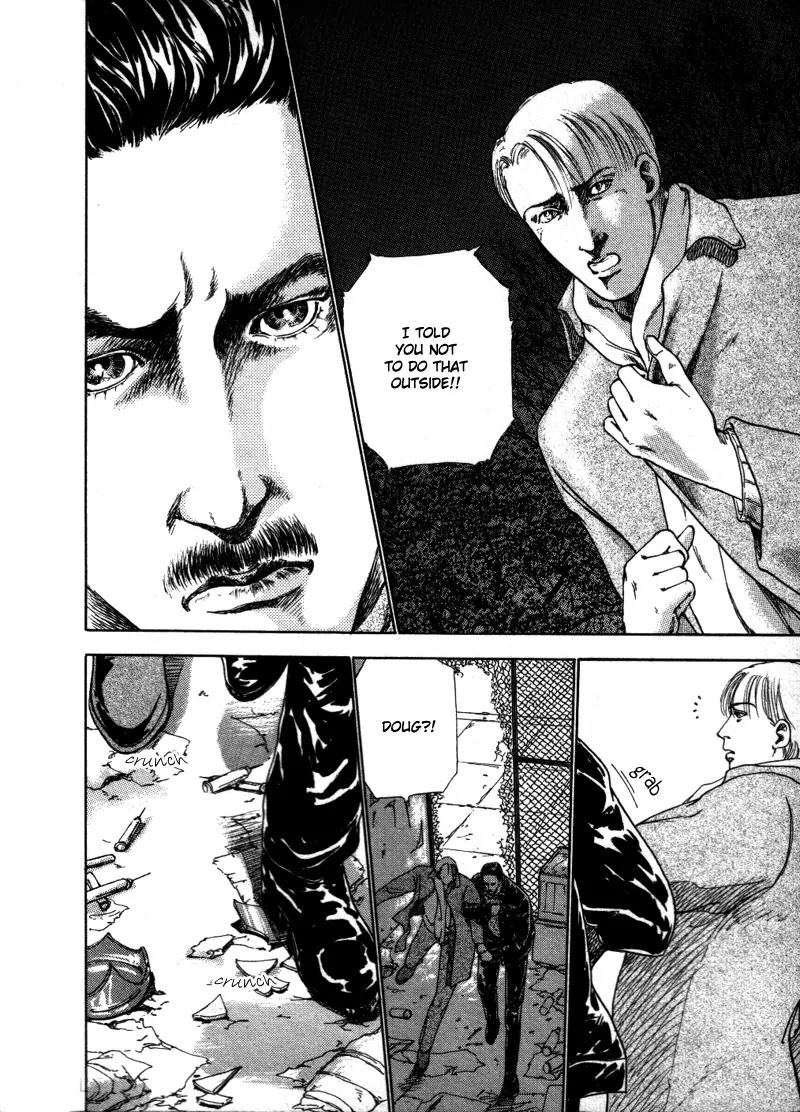 I TOLD
YOU NOT
TO DO THAT
OUTSIDE!!
grab
DOUG?!
crunch
crunch